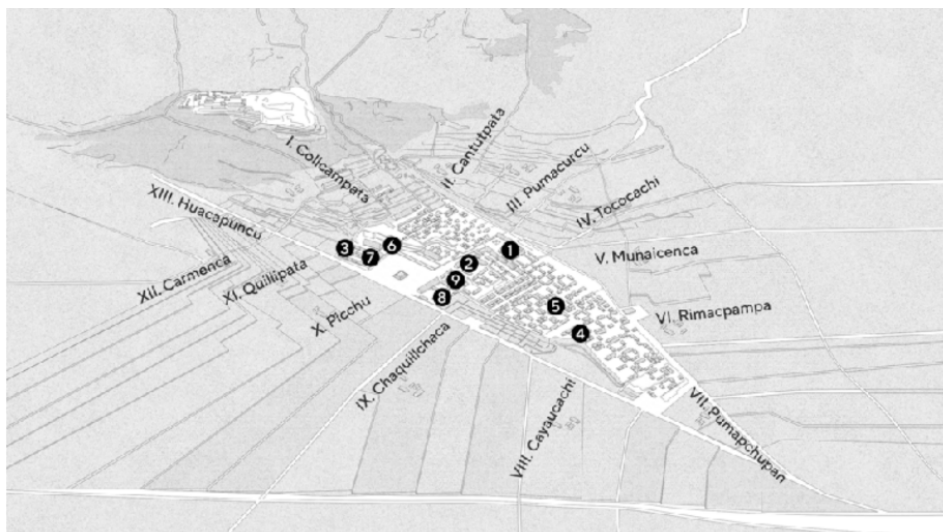 I. Collcampata
II. Cantutpata
III. Pumacurcu
IV. Tococachi
V. Munaicenca
VI. Rimacpampa
VII. Pumapchupan
VIII. Cayaucachi
IX. Chaquillchaca
X. Picchu
XI. Quillipata
XII. Carmenca
XIII. Huacapuncu
1
2
3
6
7
9
8
5
4